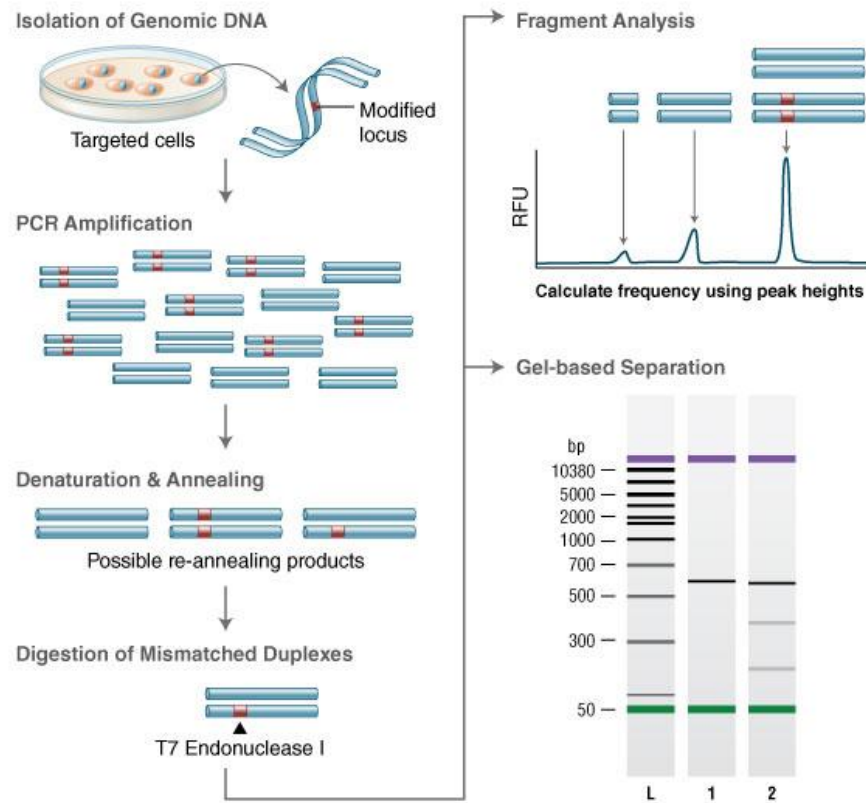 Isolation of Genomic DNA
Targeted cells
Modified
locus
PCR Amplification
Denaturation & Annealing
Possible re-annealing products
Digestion of Mismatched Duplexes
T7 Endonuclease I
Fragment Analysis
RFU
Calculate frequency using peak heights
Gel-based Separation
bp
10380
5000
2000
1000
700
500
300
50
L 1 2